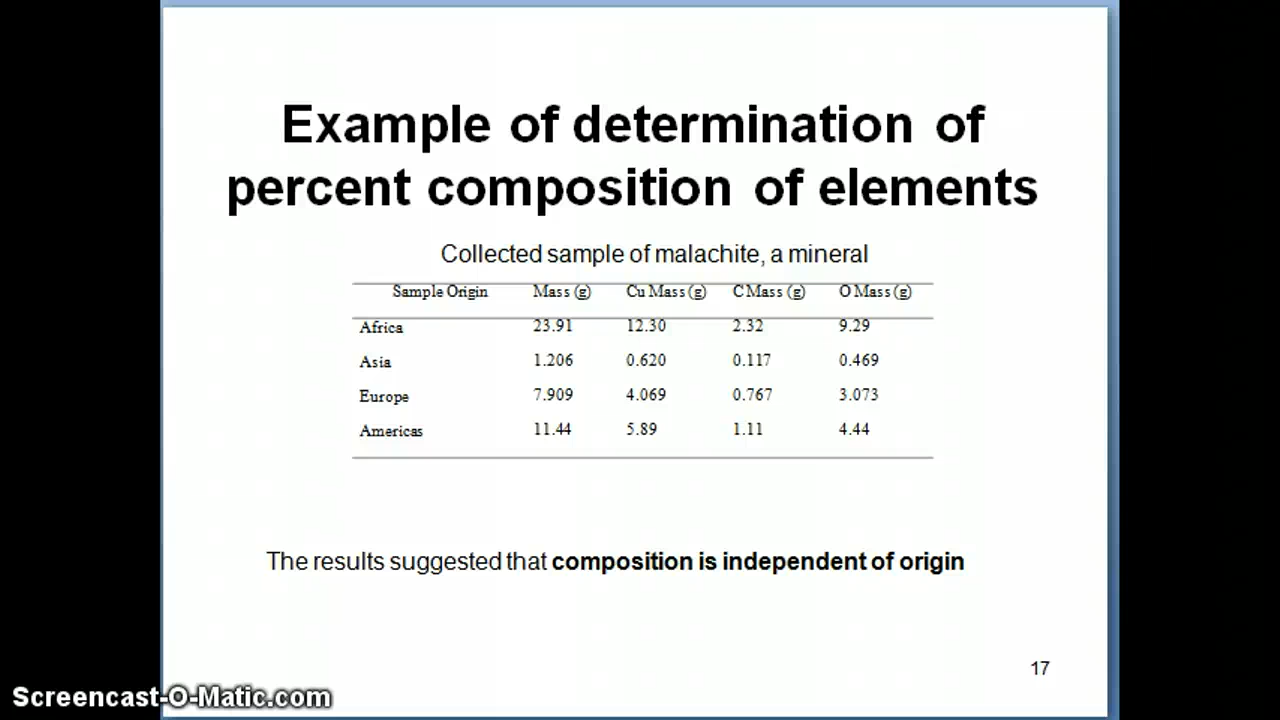 Example of determination of
percent composition of elements
Collected sample of malachite, a mineral
Sample Origin Mass (g) Cu Mass (g) C Mass (g) O Mass (g)
Africa 23.91 12.30 2.32 9.29
Asia 1.206 0.620 0.117 0.469
Europe 7.909 4.069 0.767 3.073
Americas 11.44 5.89 1.11 4.44
The results suggested that composition is independent of origin
17
Screencast-O-Matic.com